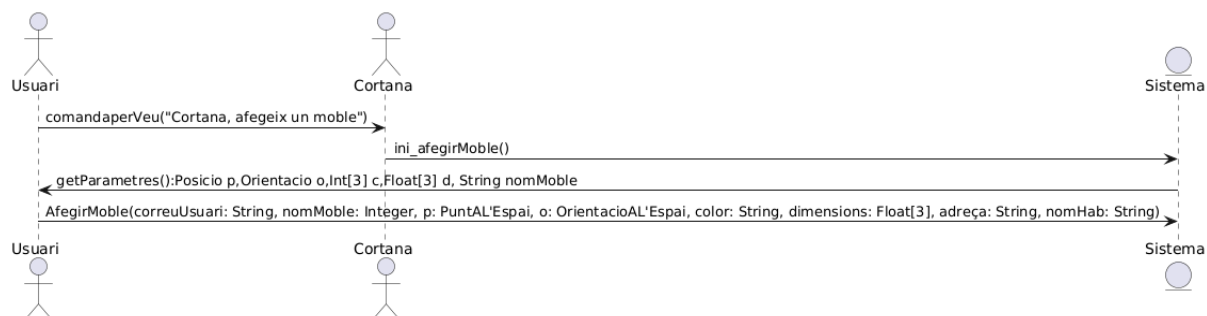 Usuari
Cortana
Sistema
comandaperVeu("Cortana, afegeix un moble")
ini_afegirMoble()
getParametres():Posicio p,Orientacio o,Int[3] c,Float[3] d, String nomMoble
AfegirMoble(correuUsuari: String, nomMoble: Integer, p: PuntAL'Espai, o: OrientacioAL'Espai, color: String, dimensions: Float[3], adreça: String, nomHab: String)
Usuari
Cortana
Sistema